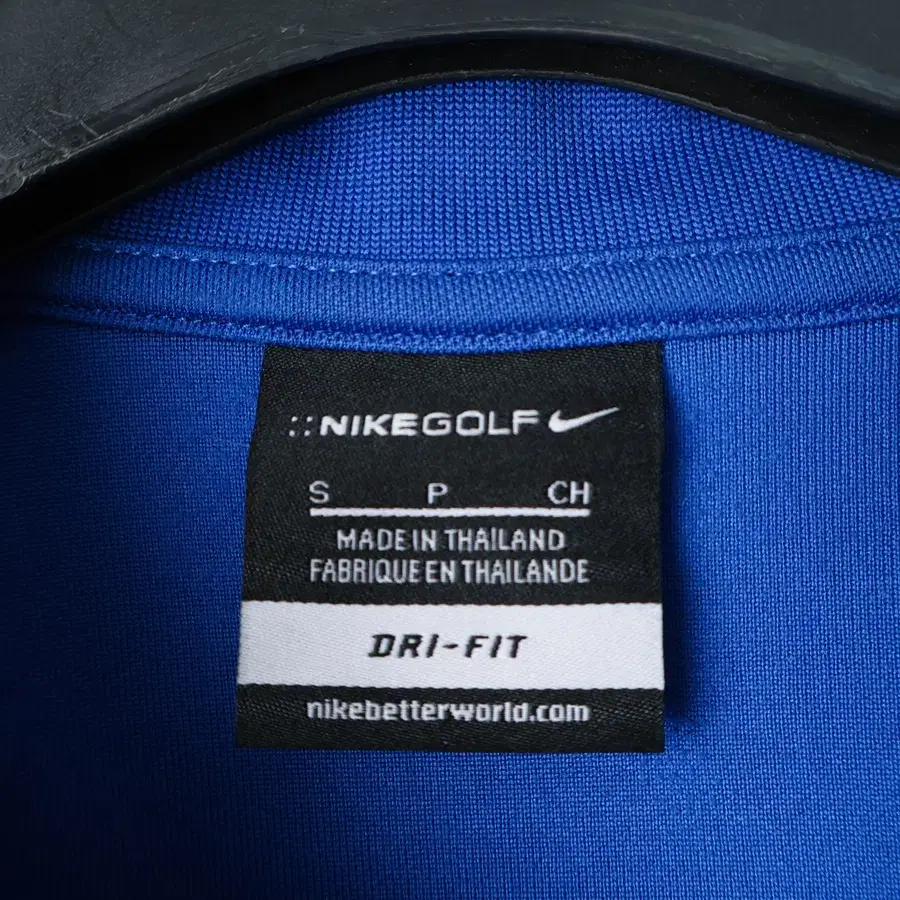 ::NIKEGOLF
S P CH
MADE IN THAILAND
FABRIQUE EN THAILANDE
DRI-FIT
nikebetterworld.com